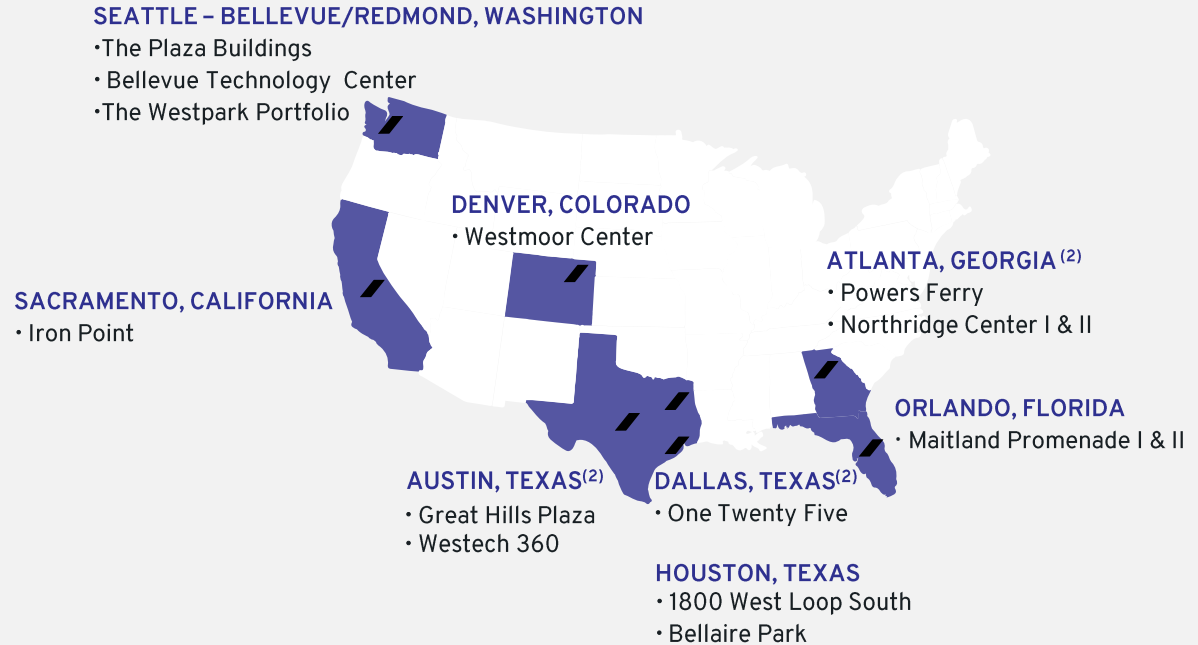 SEATTLE – BELLEVUE/REDMOND, WASHINGTON
•The Plaza Buildings
• Bellevue Technology Center
•The Westpark Portfolio
DENVER, COLORADO
• Westmoor Center
ATLANTA, GEORGIA (2)
• Powers Ferry
• Northridge Center I & II
SACRAMENTO, CALIFORNIA
• Iron Point
ORLANDO, FLORIDA
• Maitland Promenade I & II
AUSTIN, TEXAS(2)
• Great Hills Plaza
• Westech 360
DALLAS, TEXAS(2)
• One Twenty Five
HOUSTON, TEXAS
• 1800 West Loop South
• Bellaire Park